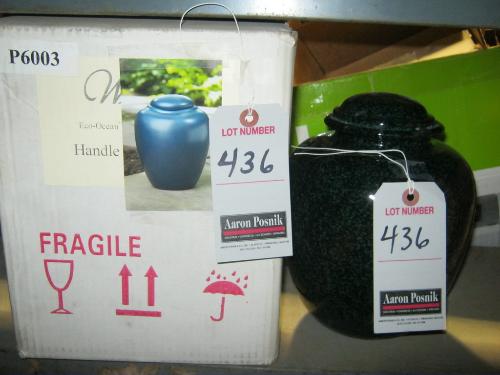 P6003
W
Eco-Ocean
Handle
FRAGILE
LOT NUMBER
436
Aaron Posnik
LOT NUMBER
436
Aaron Posnik